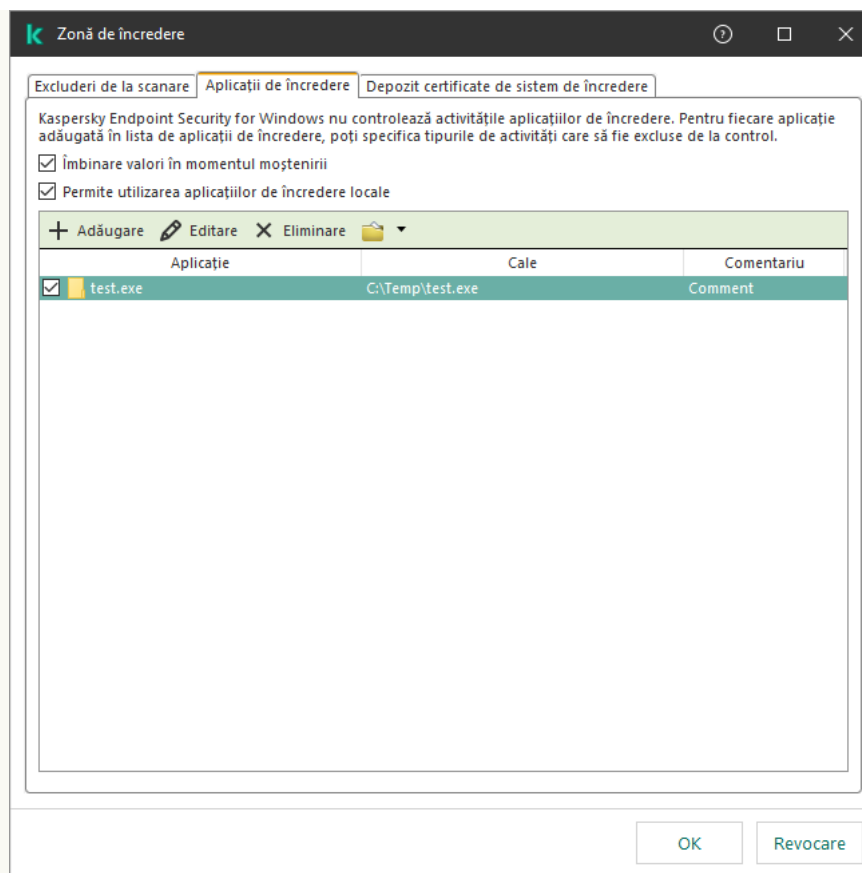 Zonă de încredere
Excluderi de la scanare Aplicații de încredere Depozit certificate de sistem de încredere
Kaspersky Endpoint Security for Windows nu controlează activitățile aplicațiilor de încredere. Pentru fiecare aplicație
adăugată în lista de aplicații de încredere, poți specifica tipurile de activități care să fie excluse de la control.
Îmbinare valori în momentul moștenirii
Permite utilizarea aplicațiilor de încredere locale
Adăugare Editare Eliminare
Aplicație Cale Comentariu
test.exe C:\Temp\test.exe Comment
OK Revocare